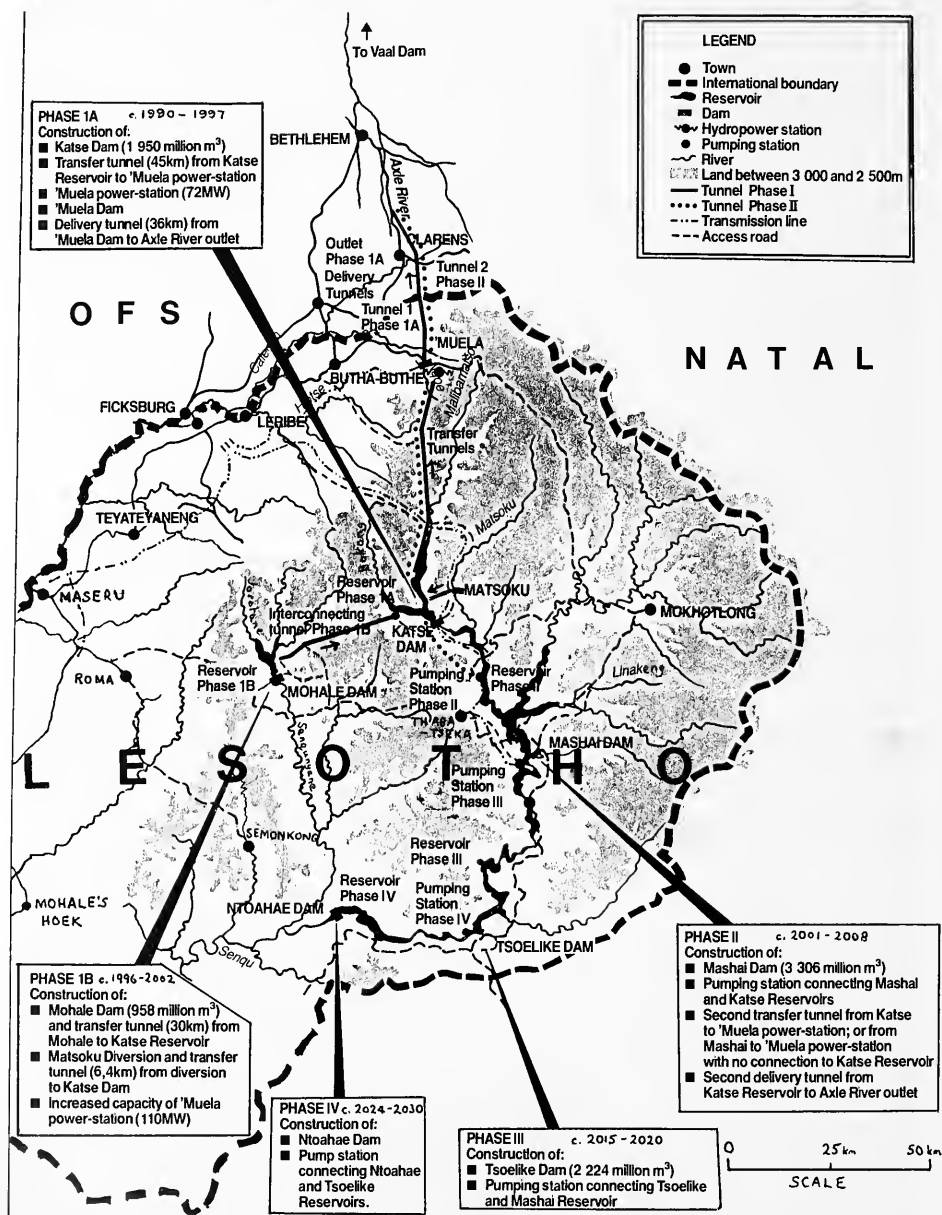 To Vaal Dam
LEGEND
Town
International boundary
Reservoir
Dam
Hydropower station
Pumping station
River
Land between 3 000 and 2 500m
Tunnel Phase I
Tunnel Phase II
Transmission line
Access road
PHASE 1A c. 1990 - 1997
Construction of:
■ Katse Dam (1 950 million m³)
■ Transfer tunnel (45km) from Katse
Reservoir to 'Muela power-station
■ 'Muela power-station (72MW)
■ 'Muela Dam
■ Delivery tunnel (36km) from
'Muela Dam to Axle River outlet
BETHLEHEM
Axle River
CLARENS
Outlet
Phase 1A
Delivery
Tunnels
Tunnel 2
Phase II
Tunnel 1
Phase 1A
OFS
NATAL
'MUELA
BUTHA-BUTHE
Malibamatso
Hlotse
FICKSBURG
LERIBE
Transfer
Tunnels
TEYATEYANENG
Matsoku
MASERU
Reservoir
Phase 1A
MATSOKU
MOKHOTLONG
Interconnecting
tunnel Phase 1B
KATSE
DAM
ROMA
Reservoir
Phase 1B
MOHALE DAM
Pumping
Station
Phase II
Reservoir
Phase II
Linakeng
THABA
-TSEKA
Senqunyane
MASHAI DAM
LESOTHO
Pumping
Station
Phase III
SEMONKONG
Reservoir
Phase III
MOHALE'S
HOEK
NTOAHAE DAM
Reservoir
Phase IV
Pumping
Station
Phase IV
TSOELIKE DAM
Senqu
PHASE 1B c. 1996-2002
Construction of:
■ Mohale Dam (958 million m³)
and transfer tunnel (30km) from
Mohale to Katse Reservoir
■ Matsoku Diversion and transfer
tunnel (6,4km) from diversion
to Katse Dam
■ Increased capacity of 'Muela
power-station (110MW)
PHASE IV c. 2024-2030
Construction of:
■ Ntoahae Dam
■ Pump station
connecting Ntoahae
and Tsoelike
Reservoirs.
PHASE III c. 2015-2020
Construction of:
■ Tsoelike Dam (2 224 million m³)
■ Pumping station connecting Tsoelike
and Mashai Reservoir
PHASE II c. 2001-2008
Construction of:
■ Mashai Dam (3 306 million m³)
■ Pumping station connecting Mashai
and Katse Reservoirs
■ Second transfer tunnel from Katse
to 'Muela power-station; or from
Mashai to 'Muela power-station
with no connection to Katse Reservoir
■ Second delivery tunnel from
Katse Reservoir to Axle River outlet
0 25 km 50 km
SCALE